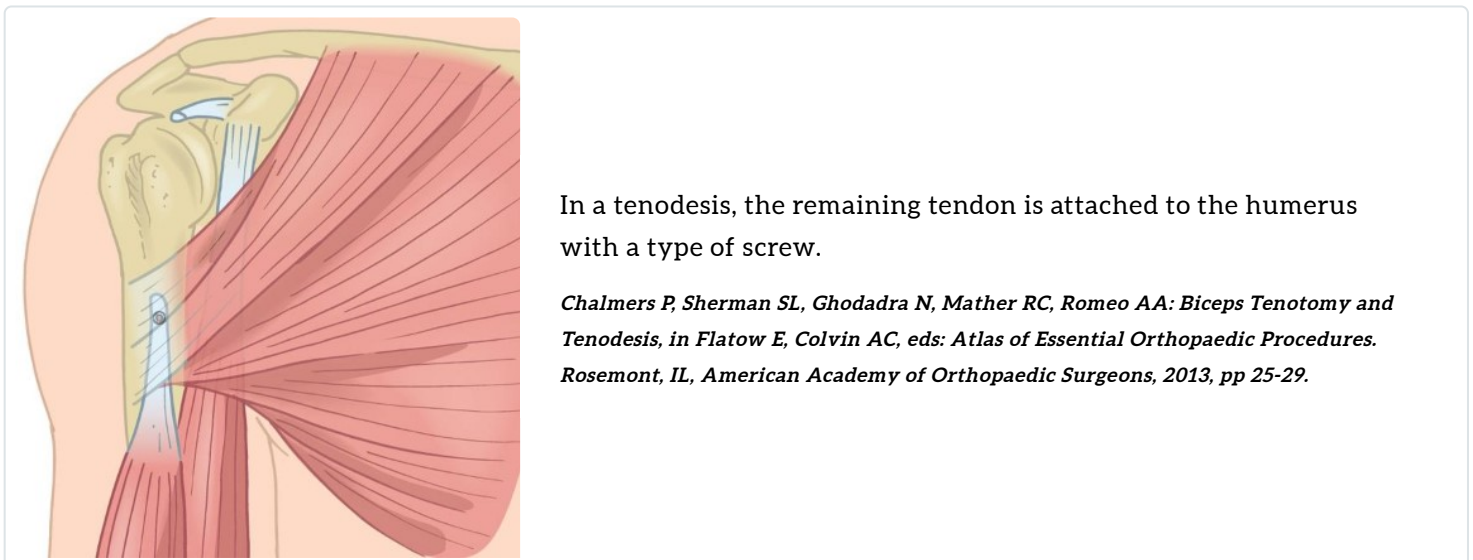 In a tenodesis, the remaining tendon is attached to the humerus
with a type of screw.
Chalmers P, Sherman SL, Ghodadra N, Mather RC, Romeo AA: Biceps Tenotomy and
Tenodesis, in Flatow E, Colvin AC, eds: Atlas of Essential Orthopaedic Procedures.
Rosemont, IL, American Academy of Orthopaedic Surgeons, 2013, pp 25-29.